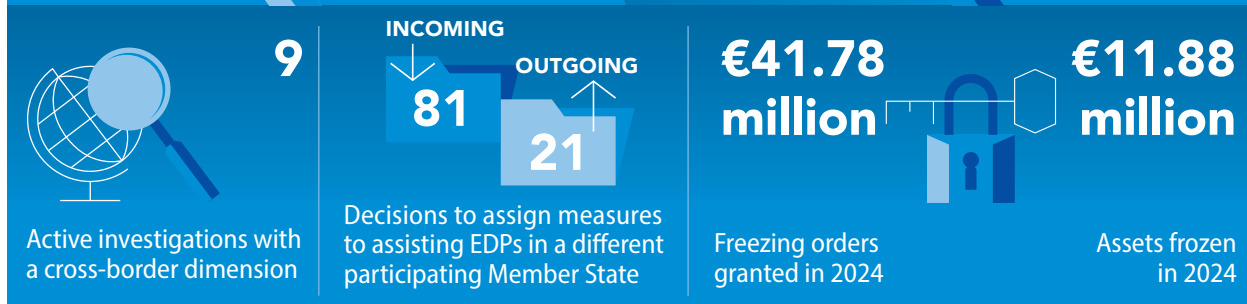 9
Active investigations with
a cross-border dimension
INCOMING
81
OUTGOING
21
Decisions to assign measures
to assisting EDPs in a different
participating Member State
€41.78
million
Freezing orders
granted in 2024
€11.88
million
Assets frozen
in 2024